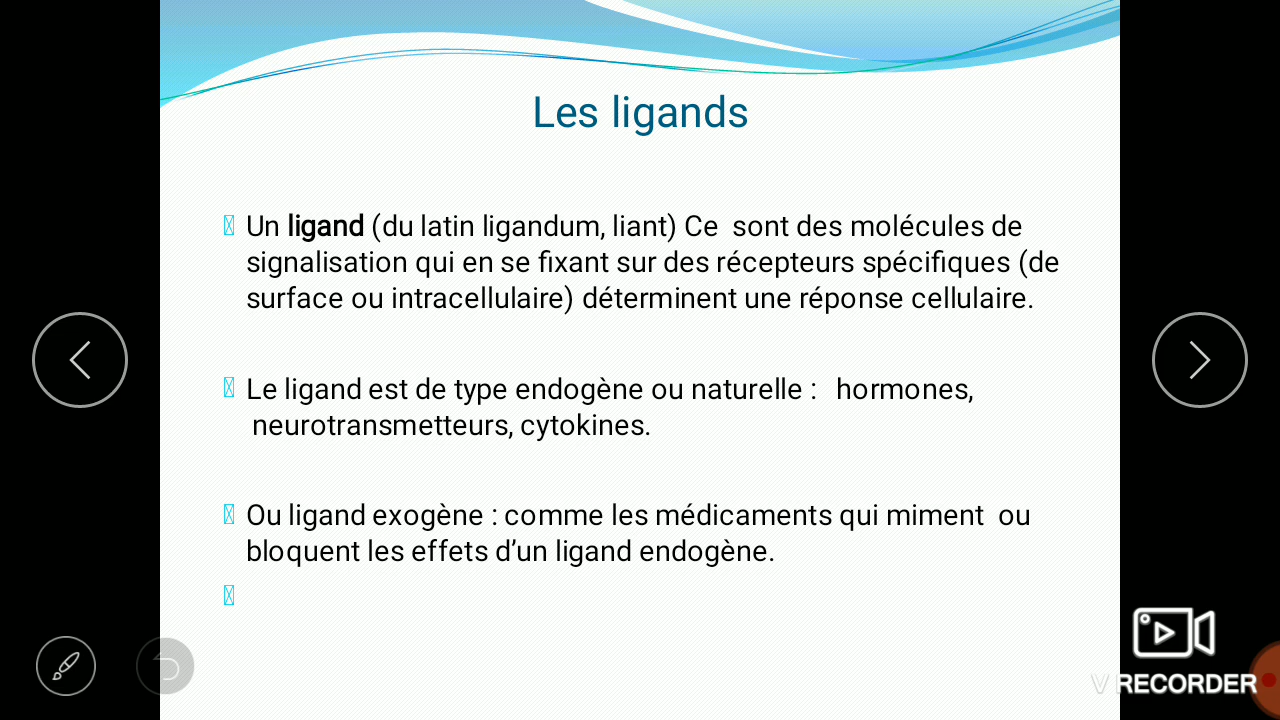 Les ligands
Un ligand (du latin ligandum, liant) Ce  sont des molécules de
signalisation qui en se fixant sur des récepteurs spécifiques (de
surface ou intracellulaire) déterminent une réponse cellulaire.
Le ligand est de type endogène ou naturelle :   hormones,
neurotransmetteurs, cytokines.
Ou ligand exogène : comme les médicaments qui miment  ou
bloquent les effets d’un ligand endogène.
V RECORDER